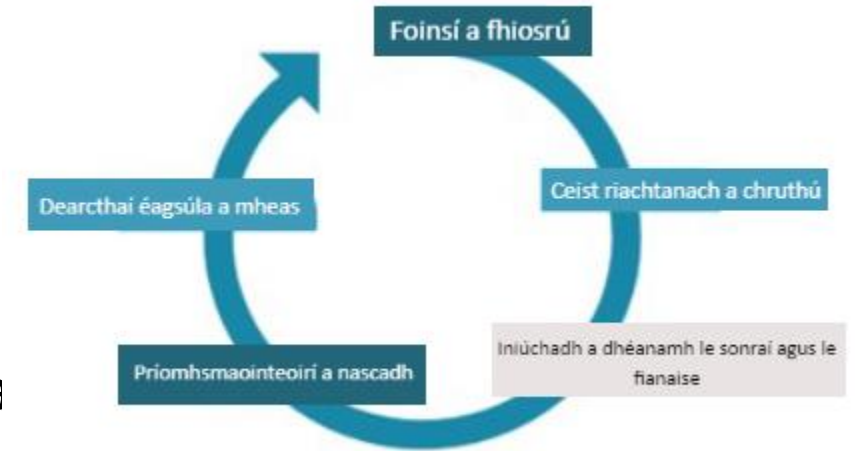 Foinsí a fhiosrú
Ceist riachtanach a chruthú
Iniúchadh a dhéanamh le sonraí agus le
fianaise
Príomhsmaointeoirí a nascadh
Dearcthaí éagsúla a mheas